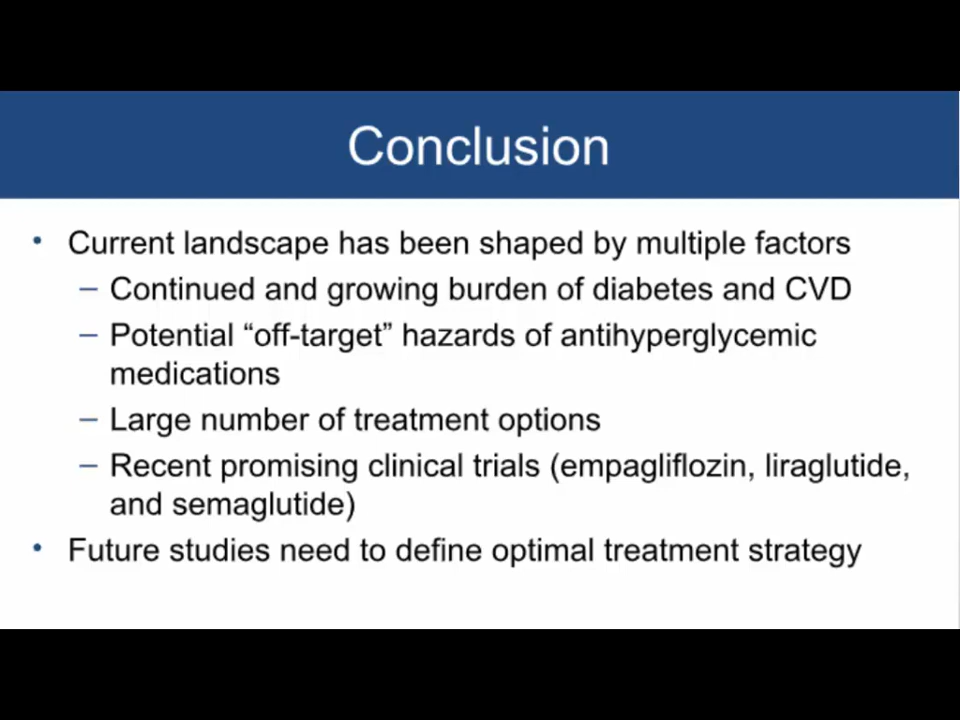 Conclusion
• Current landscape has been shaped by multiple factors
– Continued and growing burden of diabetes and CVD
– Potential “off-target” hazards of antihyperglycemic
medications
– Large number of treatment options
– Recent promising clinical trials (empagliflozin, liraglutide,
and semaglutide)
• Future studies need to define optimal treatment strategy